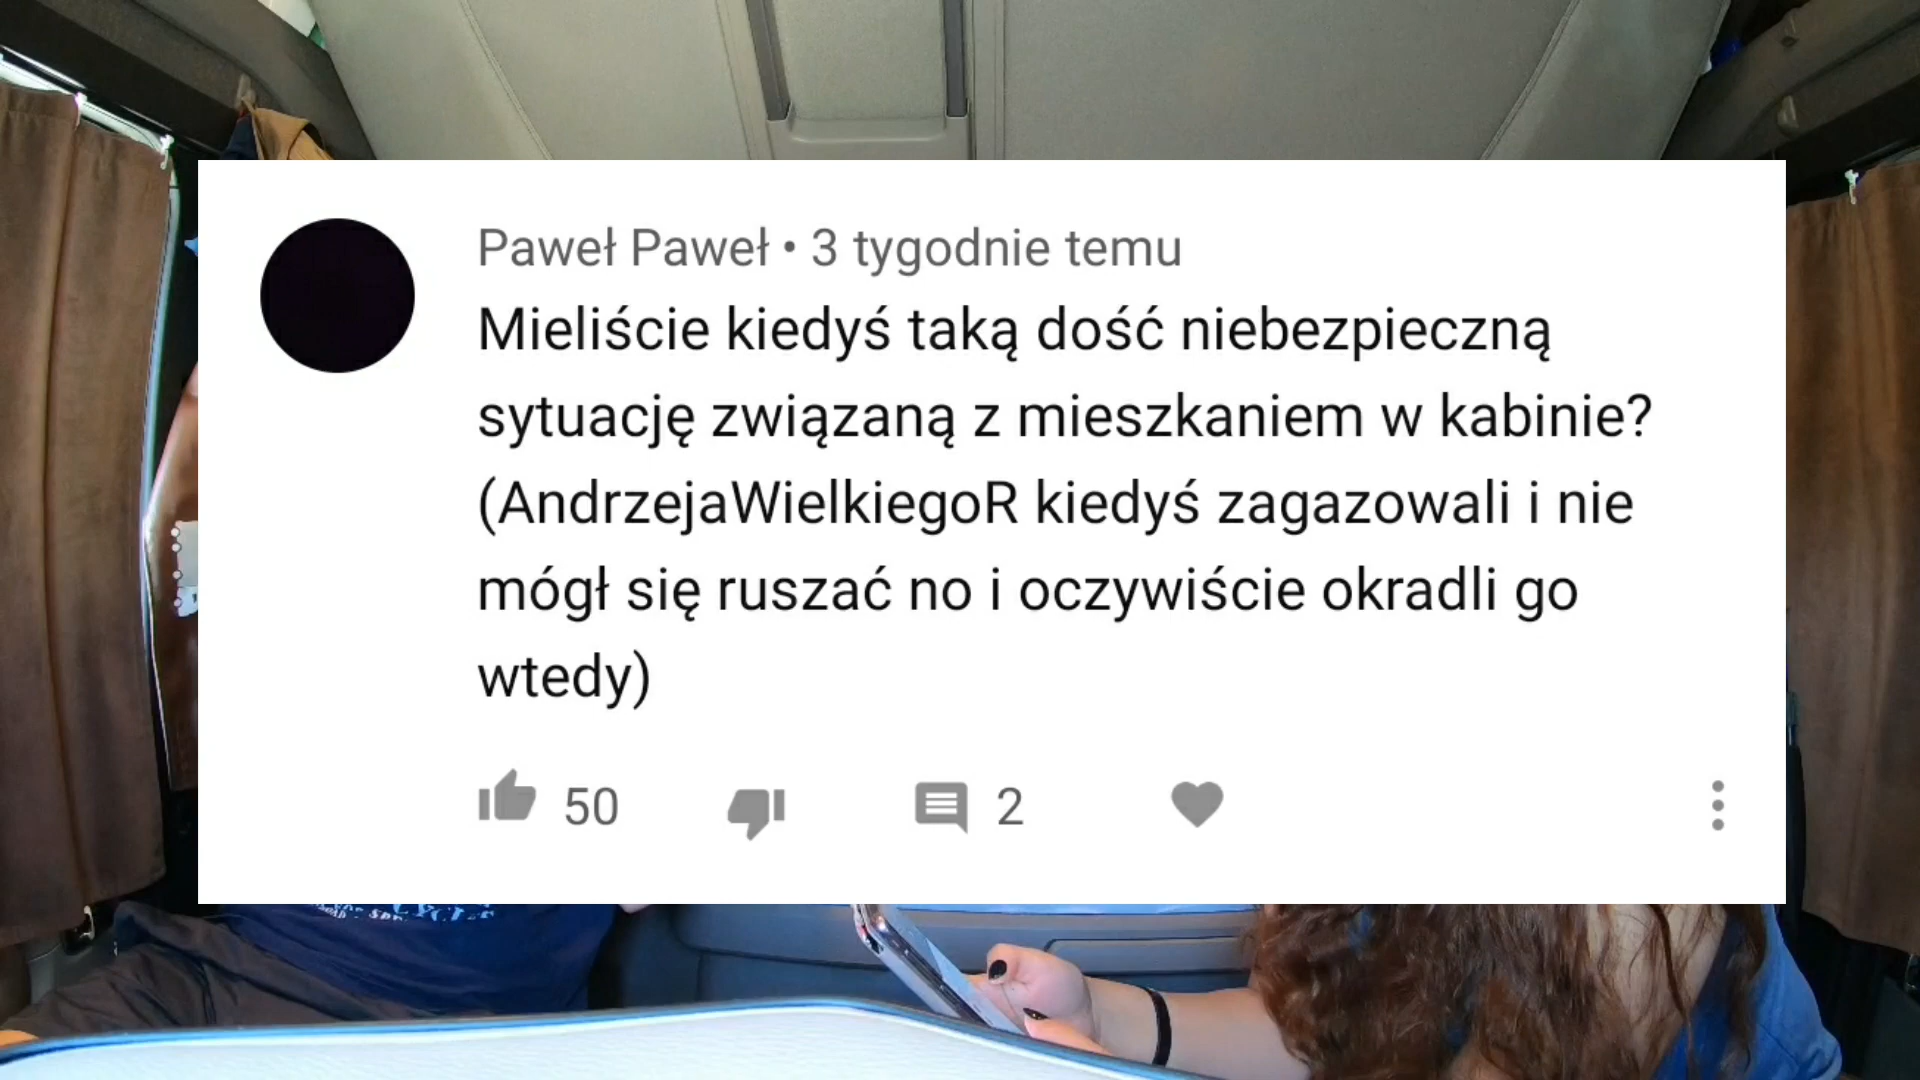 Paweł Paweł • 3 tygodnie temu
Mieliście kiedyś taką dość niebezpieczną
sytuację związaną z mieszkaniem w kabinie?
(AndrzejaWielkiegoR kiedyś zagazowali i nie
mógł się ruszać no i oczywiście okradli go
wtedy)
50
2